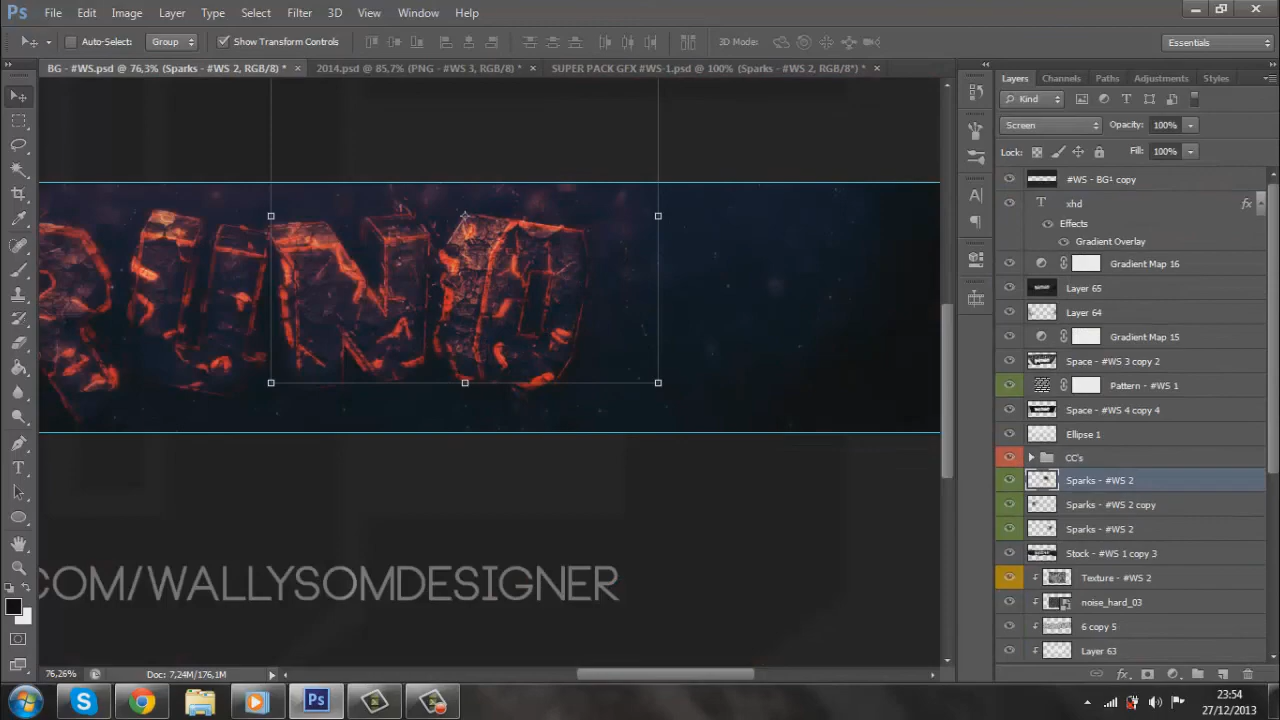 Ps File Edit Image Layer Type Select Filter 3D View Window Help
Auto-Select: Group Show Transform Controls 3D Mode: Essentials
BG - #WS.psd @ 76,3% (Sparks - #WS 2, RGB/8) * × 2014.psd @ 85,7% (PNG - #WS 3, RGB/8) * × SUPER PACK GFX #WS-1.psd @ 100% (Sparks - #WS 2, RGB/8*) * ×
Layers Channels Paths Adjustments Styles
Kind
Screen Opacity: 100%
Lock: Fill: 100%
#WS - BG¹ copy
T xhd fx
Effects
Gradient Overlay
Gradient Map 16
Layer 65
Layer 64
Gradient Map 15
Space - #WS 3 copy 2
Pattern - #WS 1
Space - #WS 4 copy 4
Ellipse 1
CC's
Sparks - #WS 2
Sparks - #WS 2 copy
Sparks - #WS 2
Stock - #WS 1 copy 3
Texture - #WS 2
noise_hard_03
6 copy 5
Layer 63
COM/WALLYSOMDESIGNER
76,26% Doc: 7,24M/176,1M
fx
Ps
23:54
27/12/2013